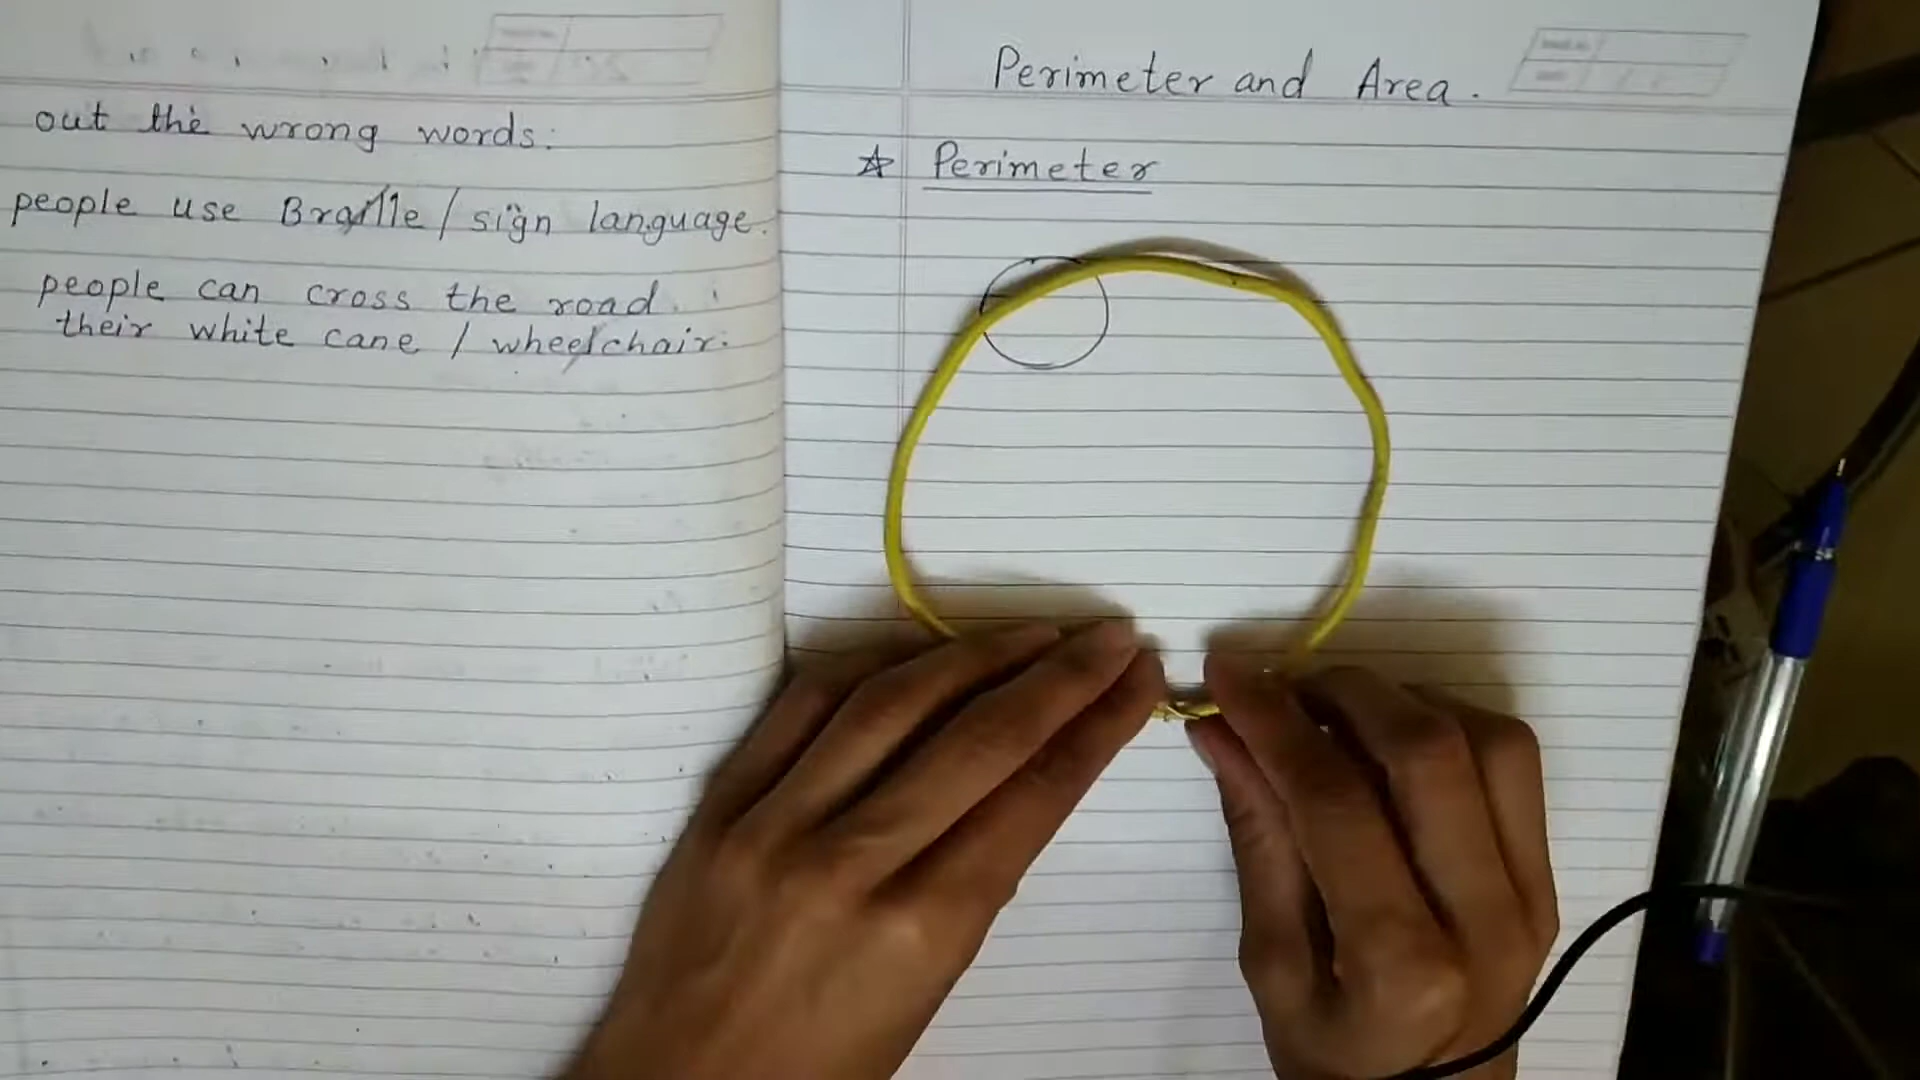 out the wrong words:
people use Braille / sign language.
people can cross the road.
their white cane / wheelchair.
Perimeter and Area.
☆ Perimeter